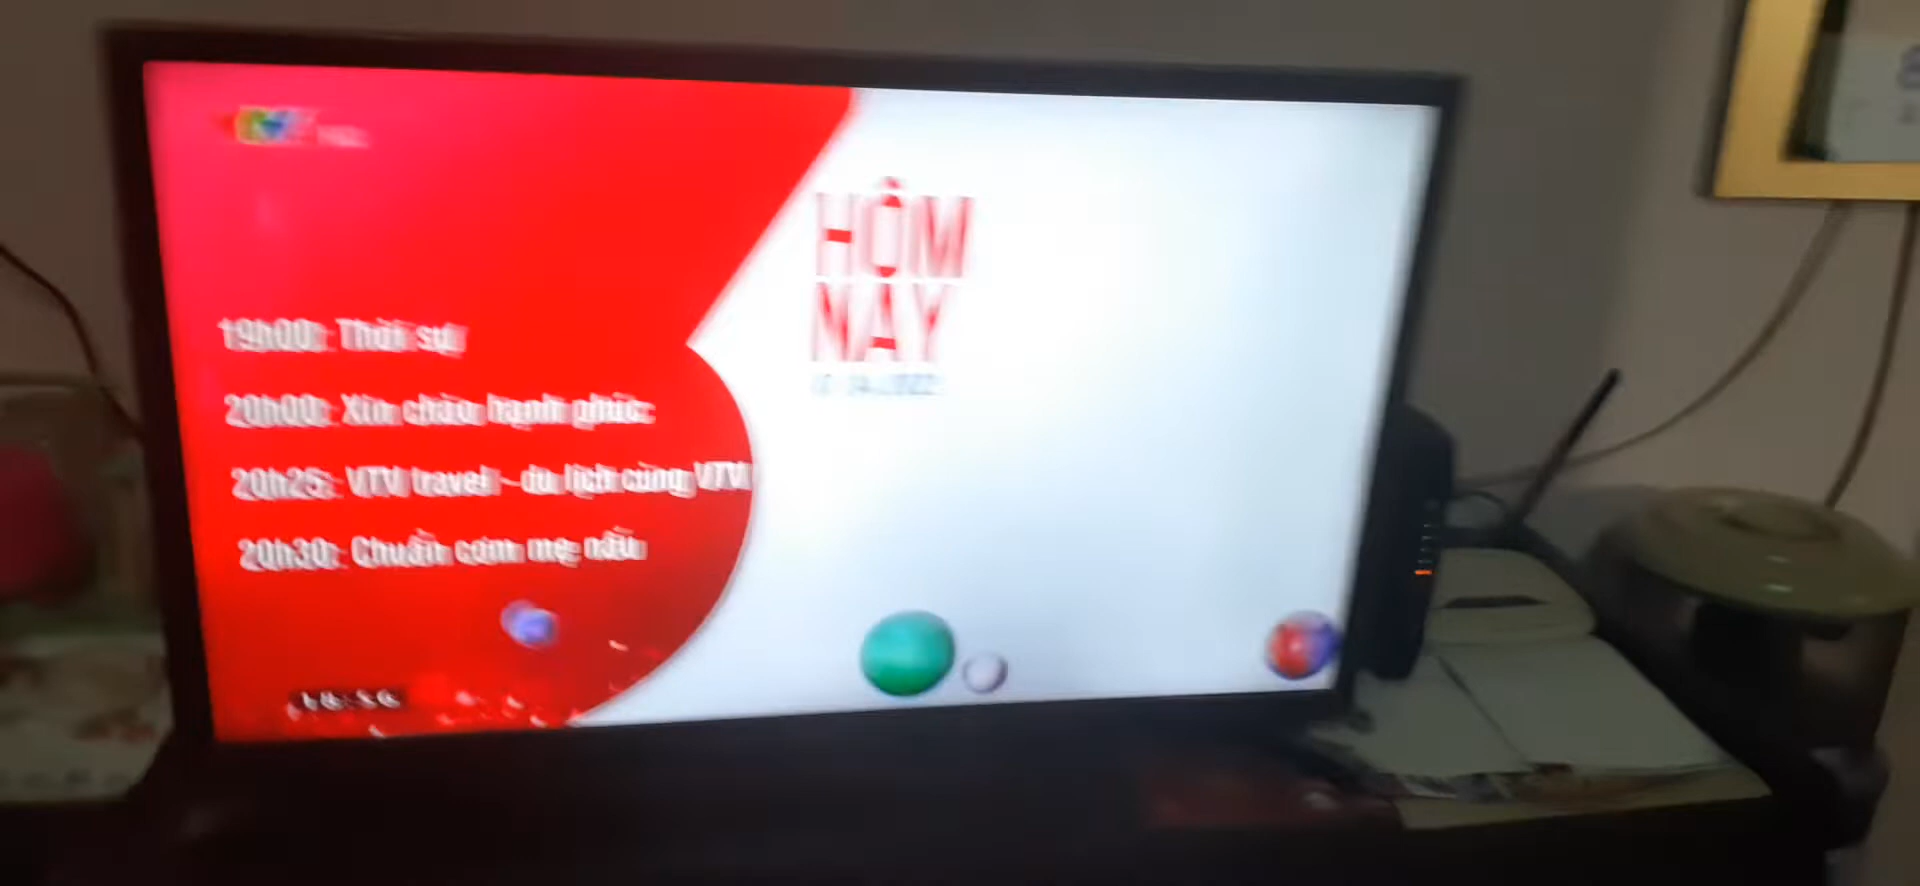 HÔM
NAY
19h00: Thời sự
20h00: Xin chào hạnh phúc
20h25: VTV travel - du lịch cùng VTV
20h30: Chuẩn cơm mẹ nấu